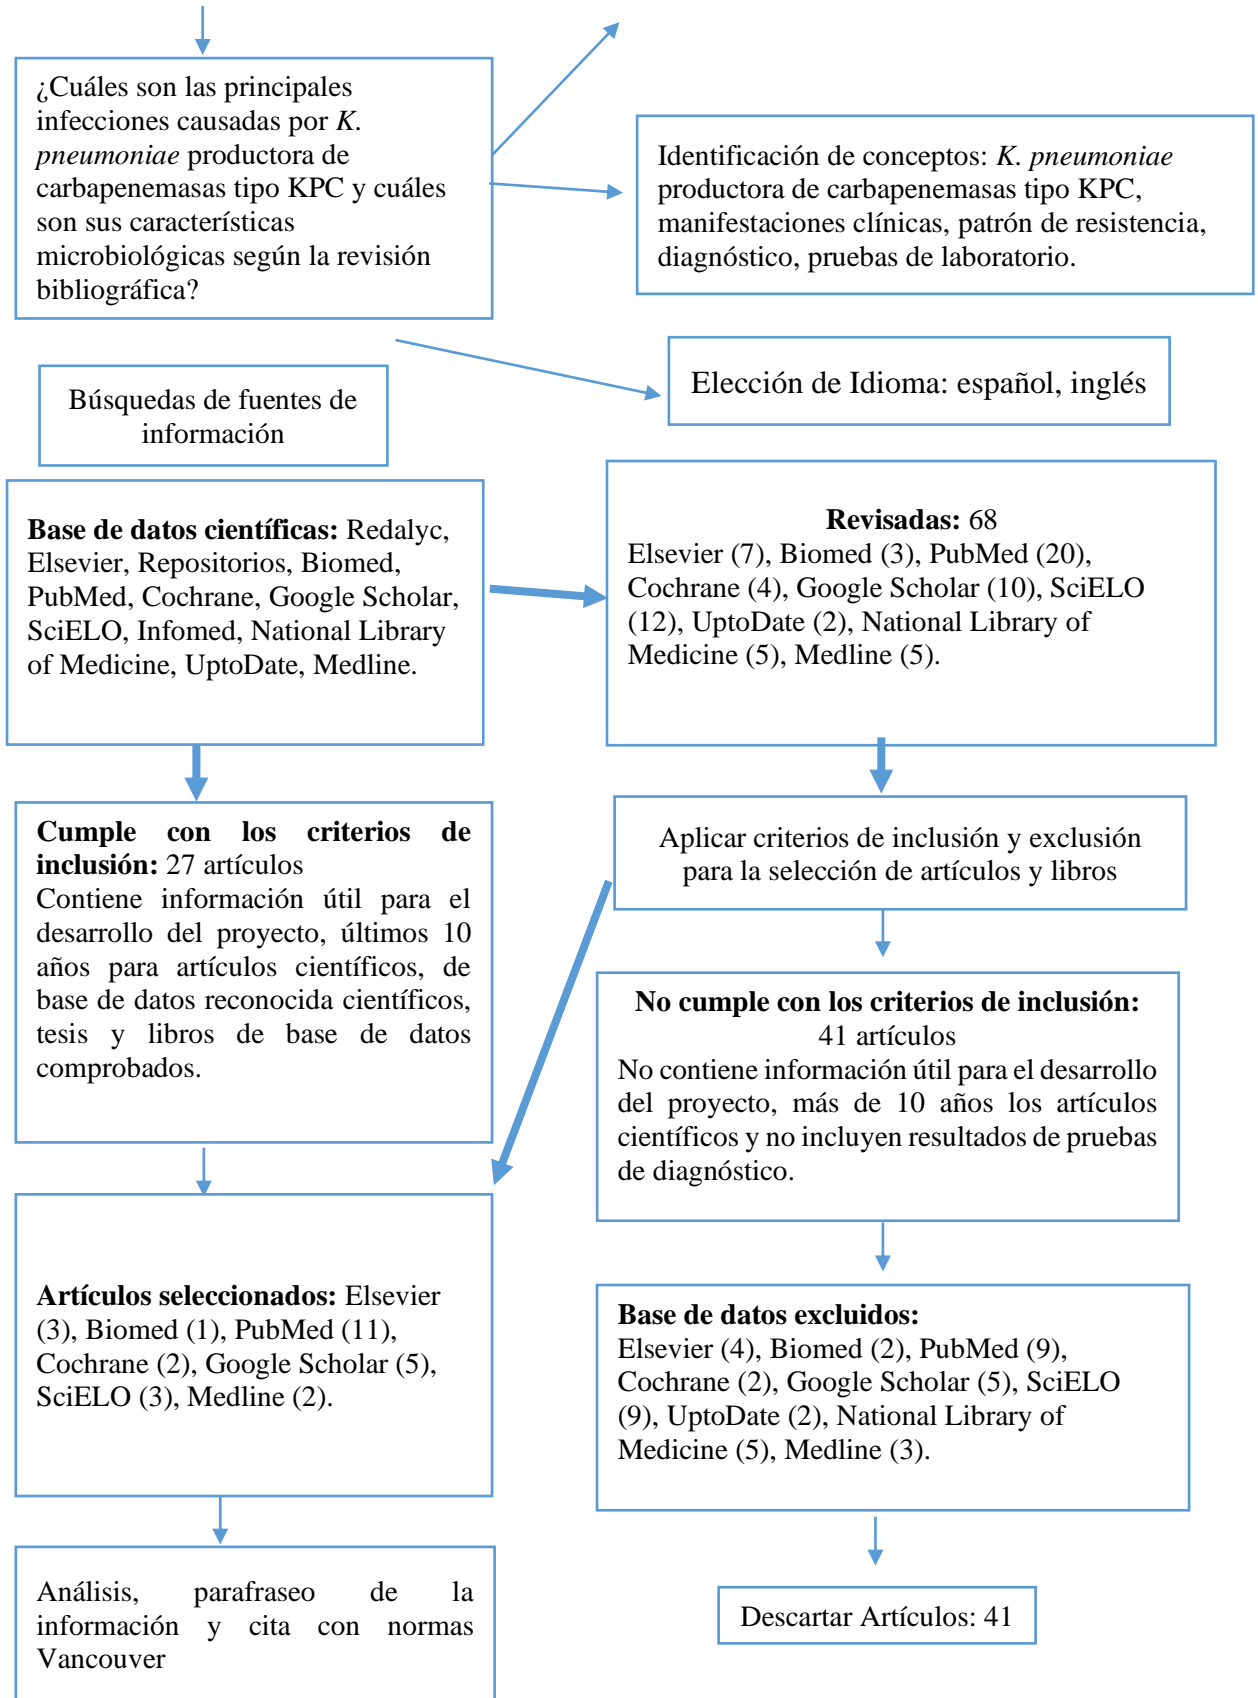 ¿Cuáles son las principales
infecciones causadas por K.
pneumoniae productora de
carbapenemasas tipo KPC y cuáles
son sus características
microbiológicas según la revisión
bibliográfica?
Identificación de conceptos: K. pneumoniae
productora de carbapenemasas tipo KPC,
manifestaciones clínicas, patrón de resistencia,
diagnóstico, pruebas de laboratorio.
Elección de Idioma: español, inglés
Búsquedas de fuentes de
información
Base de datos científicas: Redalyc,
Elsevier, Repositorios, Biomed,
PubMed, Cochrane, Google Scholar,
SciELO, Infomed, National Library
of Medicine, UptoDate, Medline.
Revisadas: 68
Elsevier (7), Biomed (3), PubMed (20),
Cochrane (4), Google Scholar (10), SciELO
(12), UptoDate (2), National Library of
Medicine (5), Medline (5).
Cumple con los criterios de
inclusión: 27 artículos
Contiene información útil para el
desarrollo del proyecto, últimos 10
años para artículos científicos, de
base de datos reconocida científicos,
tesis y libros de base de datos
comprobados.
Aplicar criterios de inclusión y exclusión
para la selección de artículos y libros
No cumple con los criterios de inclusión:
41 artículos
No contiene información útil para el desarrollo
del proyecto, más de 10 años los artículos
científicos y no incluyen resultados de pruebas
de diagnóstico.
Artículos seleccionados: Elsevier
(3), Biomed (1), PubMed (11),
Cochrane (2), Google Scholar (5),
SciELO (3), Medline (2).
Base de datos excluidos:
Elsevier (4), Biomed (2), PubMed (9),
Cochrane (2), Google Scholar (5), SciELO
(9), UptoDate (2), National Library of
Medicine (5), Medline (3).
Análisis, parafraseo de la
información y cita con normas
Vancouver
Descartar Artículos: 41